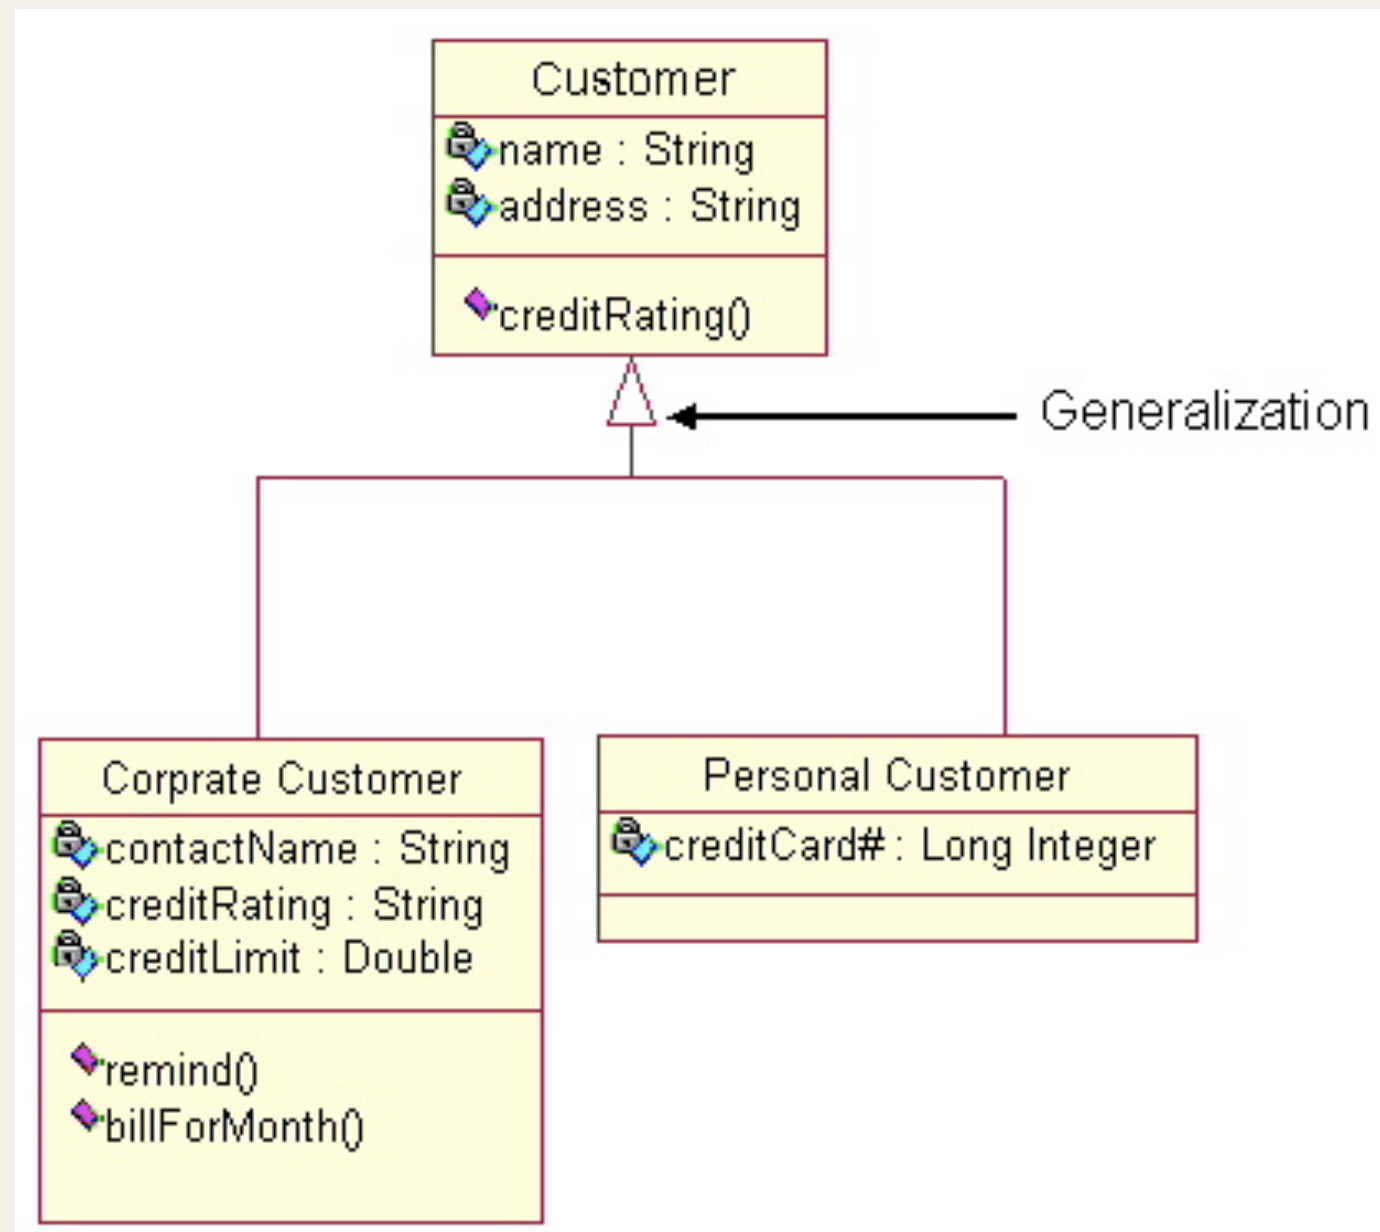 Customer
name : String
address : String
creditRating()
Generalization
Corprate Customer
contactName : String
creditRating : String
creditLimit : Double
remind()
billForMonth()
Personal Customer
creditCard# : Long Integer